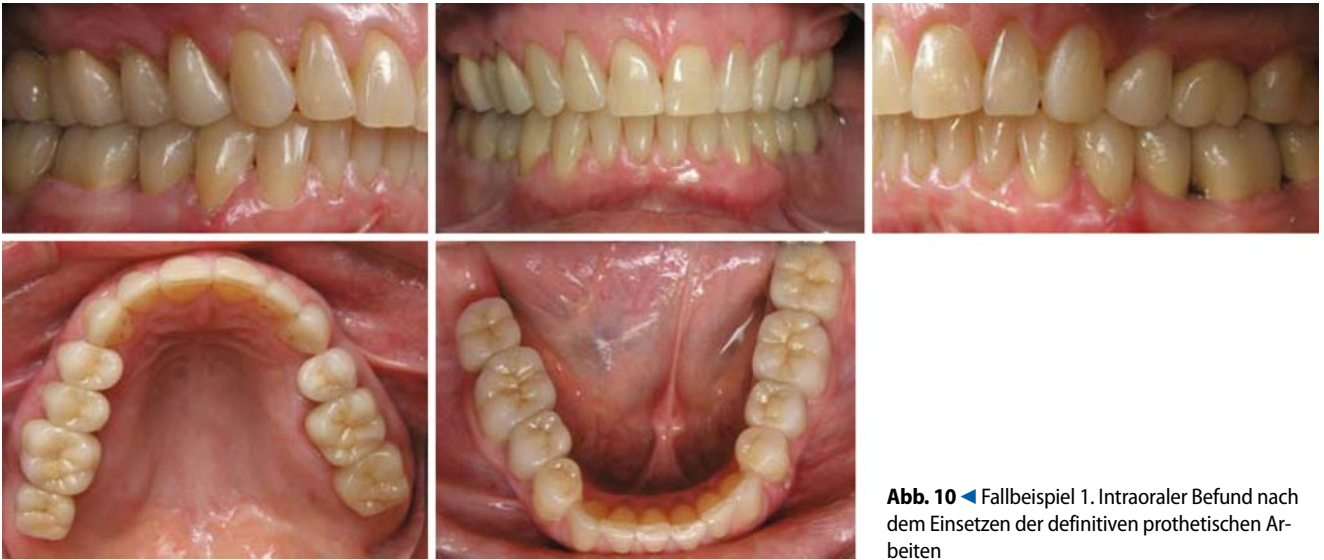 Abb. 10 ◄ Fallbeispiel 1. Intraoraler Befund nach
dem Einsetzen der definitiven prothetischen Ar-
beiten